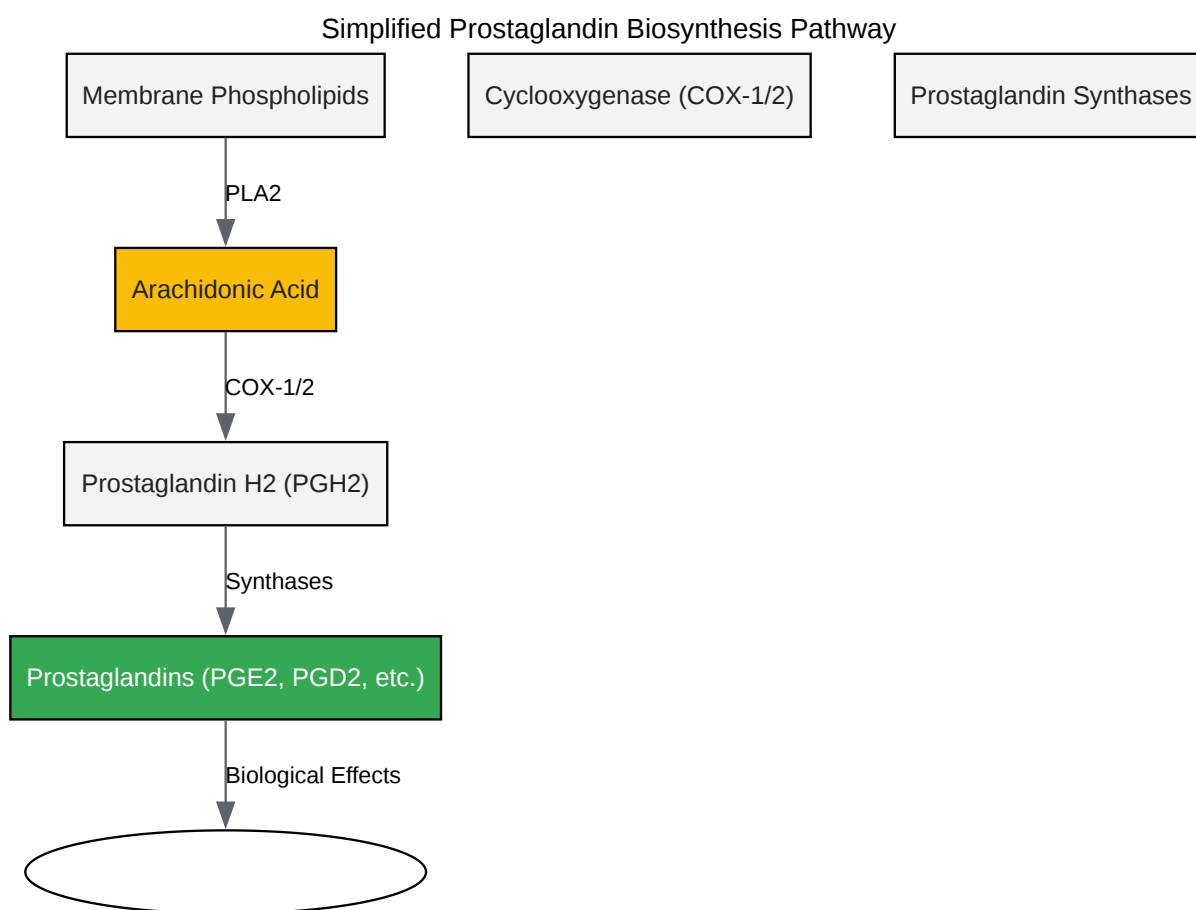 Simplified Prostaglandin Biosynthesis Pathway
Membrane Phospholipids
Cyclooxygenase (COX-1/2)
Prostaglandin Synthases
PLA2
Arachidonic Acid
COX-1/2
Prostaglandin H2 (PGH2)
Synthases
Prostaglandins (PGE2, PGD2, etc.)
Biological Effects